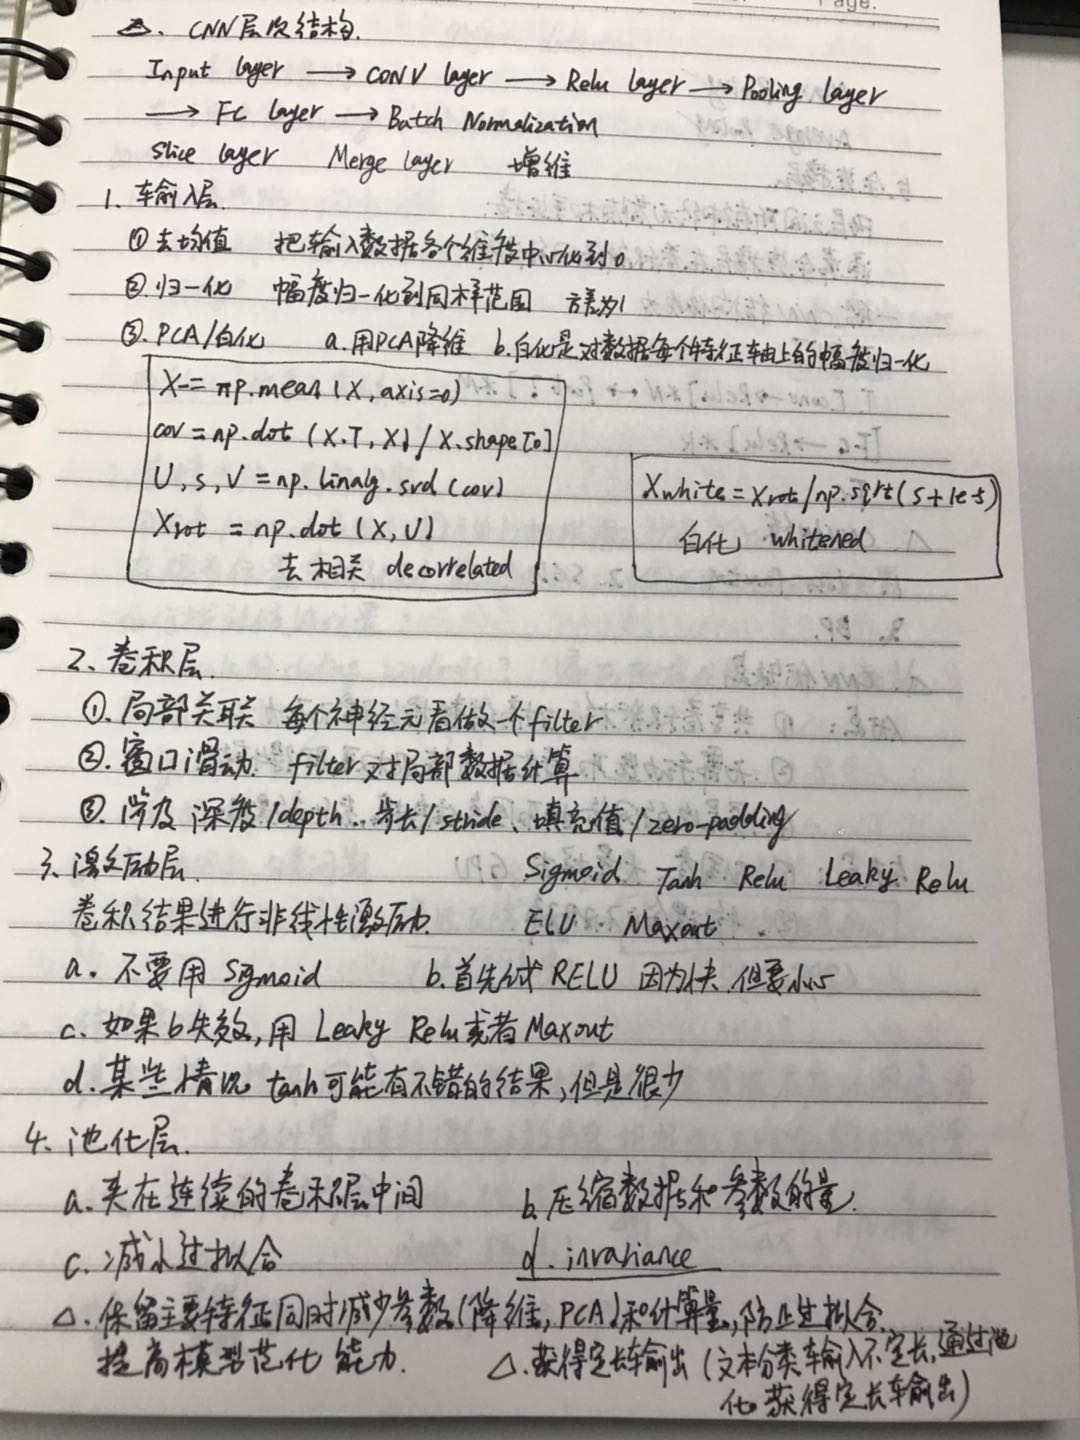 Page.
△. CNN层次结构.
Input layer → CONV layer → Relu layer → Pooling layer
→ FC layer → Batch Normalization
Slice layer Merge layer 增维
1. 输入层.
① 去均值 把输入数据各个维度中心化到0
②. 归一化 幅度归一化到同样范围 方差为1
③. PCA/白化 a.用PCA降维 b.白化是对数据每个特征轴上的幅度归一化
X-= np.mean(X, axis=0)
cov = np.dot (X.T, X) / X.shape[0]
U, s, V = np.linalg.svd (cov)
Xrot = np.dot (X, U)
去相关 decorrelated
Xwhite = Xrot/np.sqrt(S+1e-5)
白化 whitened
2、卷积层.
①. 局部关联 每个神经元看做一个filter
②. 窗口滑动. filter对局部数据计算
③. 涉及 深度/depth、步长/stride、填充值/zero-padding
3、激励层. Sigmoid Tanh Relu Leaky Relu
卷积结果进行非线性激励. ELU Maxout
a. 不要用 Sigmoid b.首先试 RELU 因为快,但要小心
c. 如果b失效,用 Leaky Relu或者Maxout
d. 某些情况 tanh可能有不错的结果,但是很少
4. 池化层.
a. 夹在连续的卷积层中间 b.压缩数据和参数的量.
c. 减小过拟合 d. invariance
△. 保留主要特征同时减少参数(降维,PCA)和计算量,防止过拟合.
提高模型范化能力. △.获得定长输出(文本分类输入不定长,通过池
化获得定长输出)